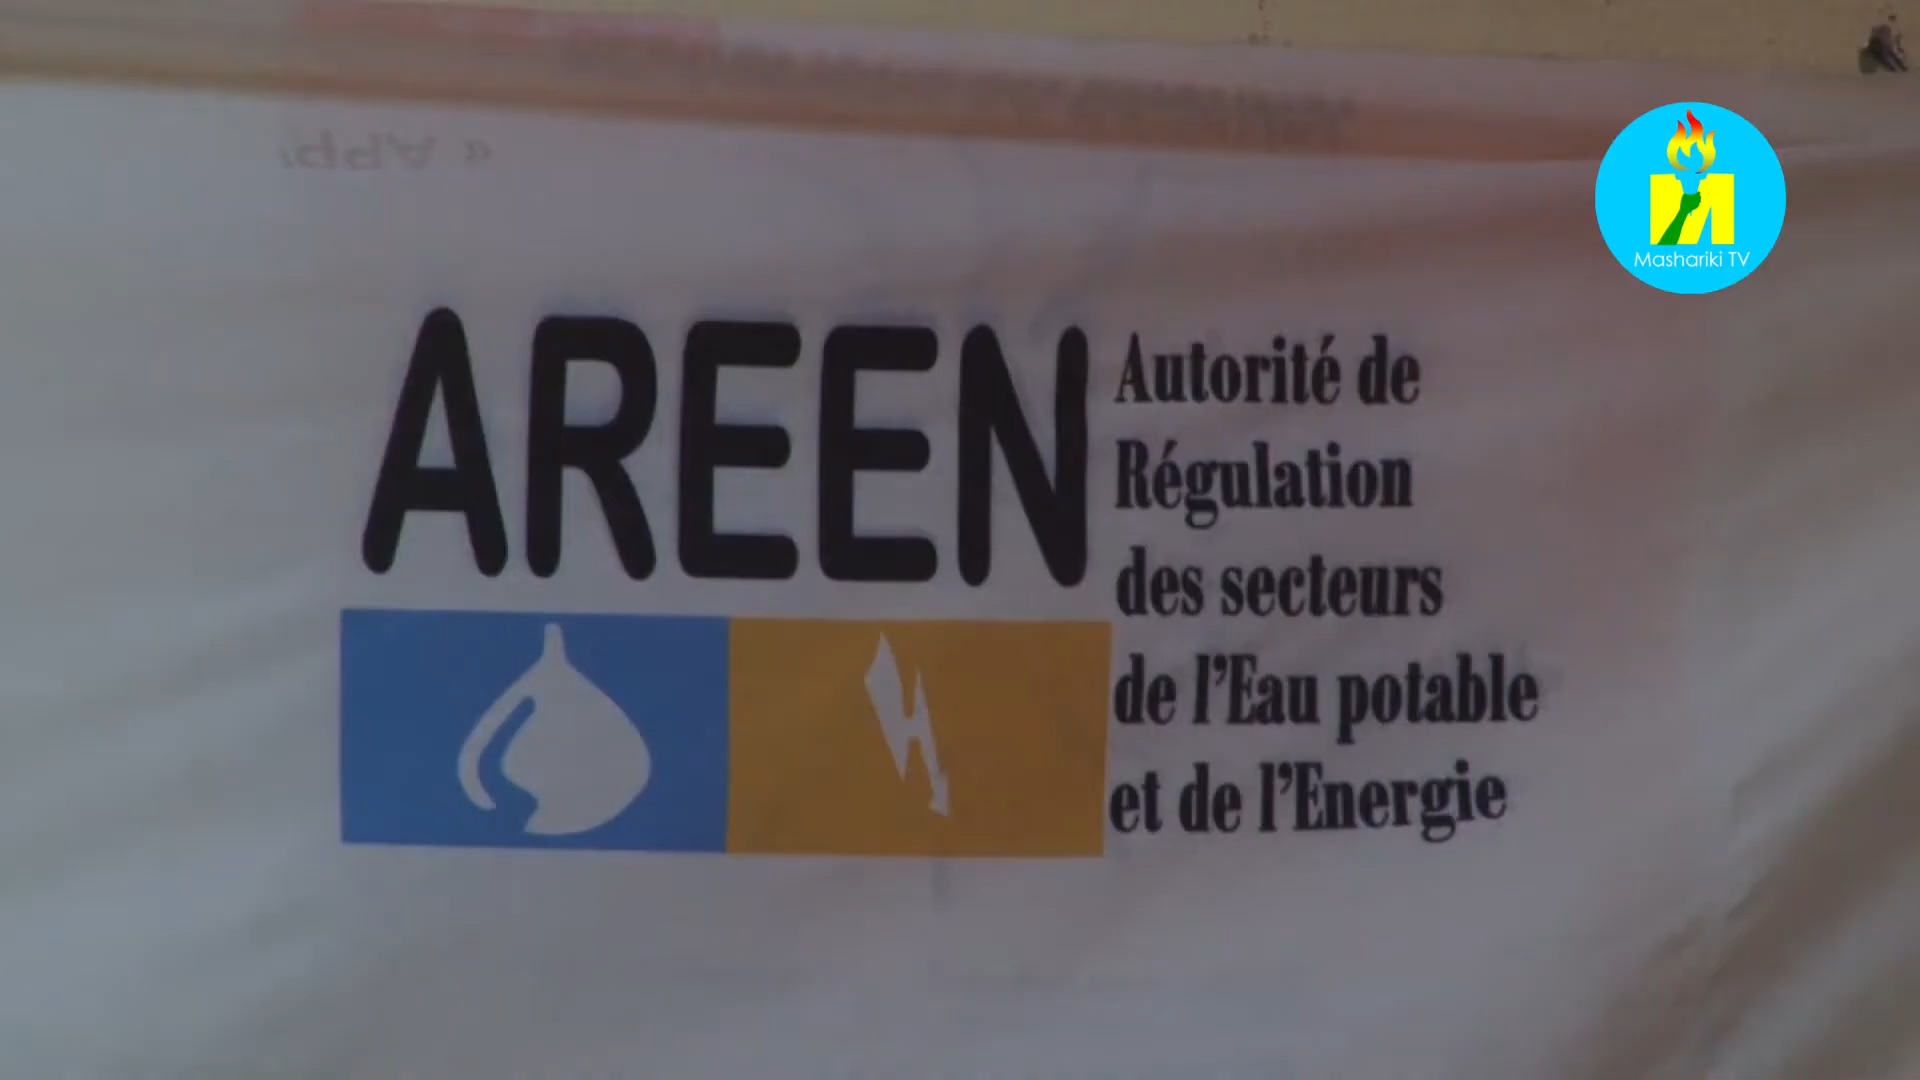 Mashariki TV
AREEN
Autorité de
Régulation
des secteurs
de l'Eau potable
et de l'Energie